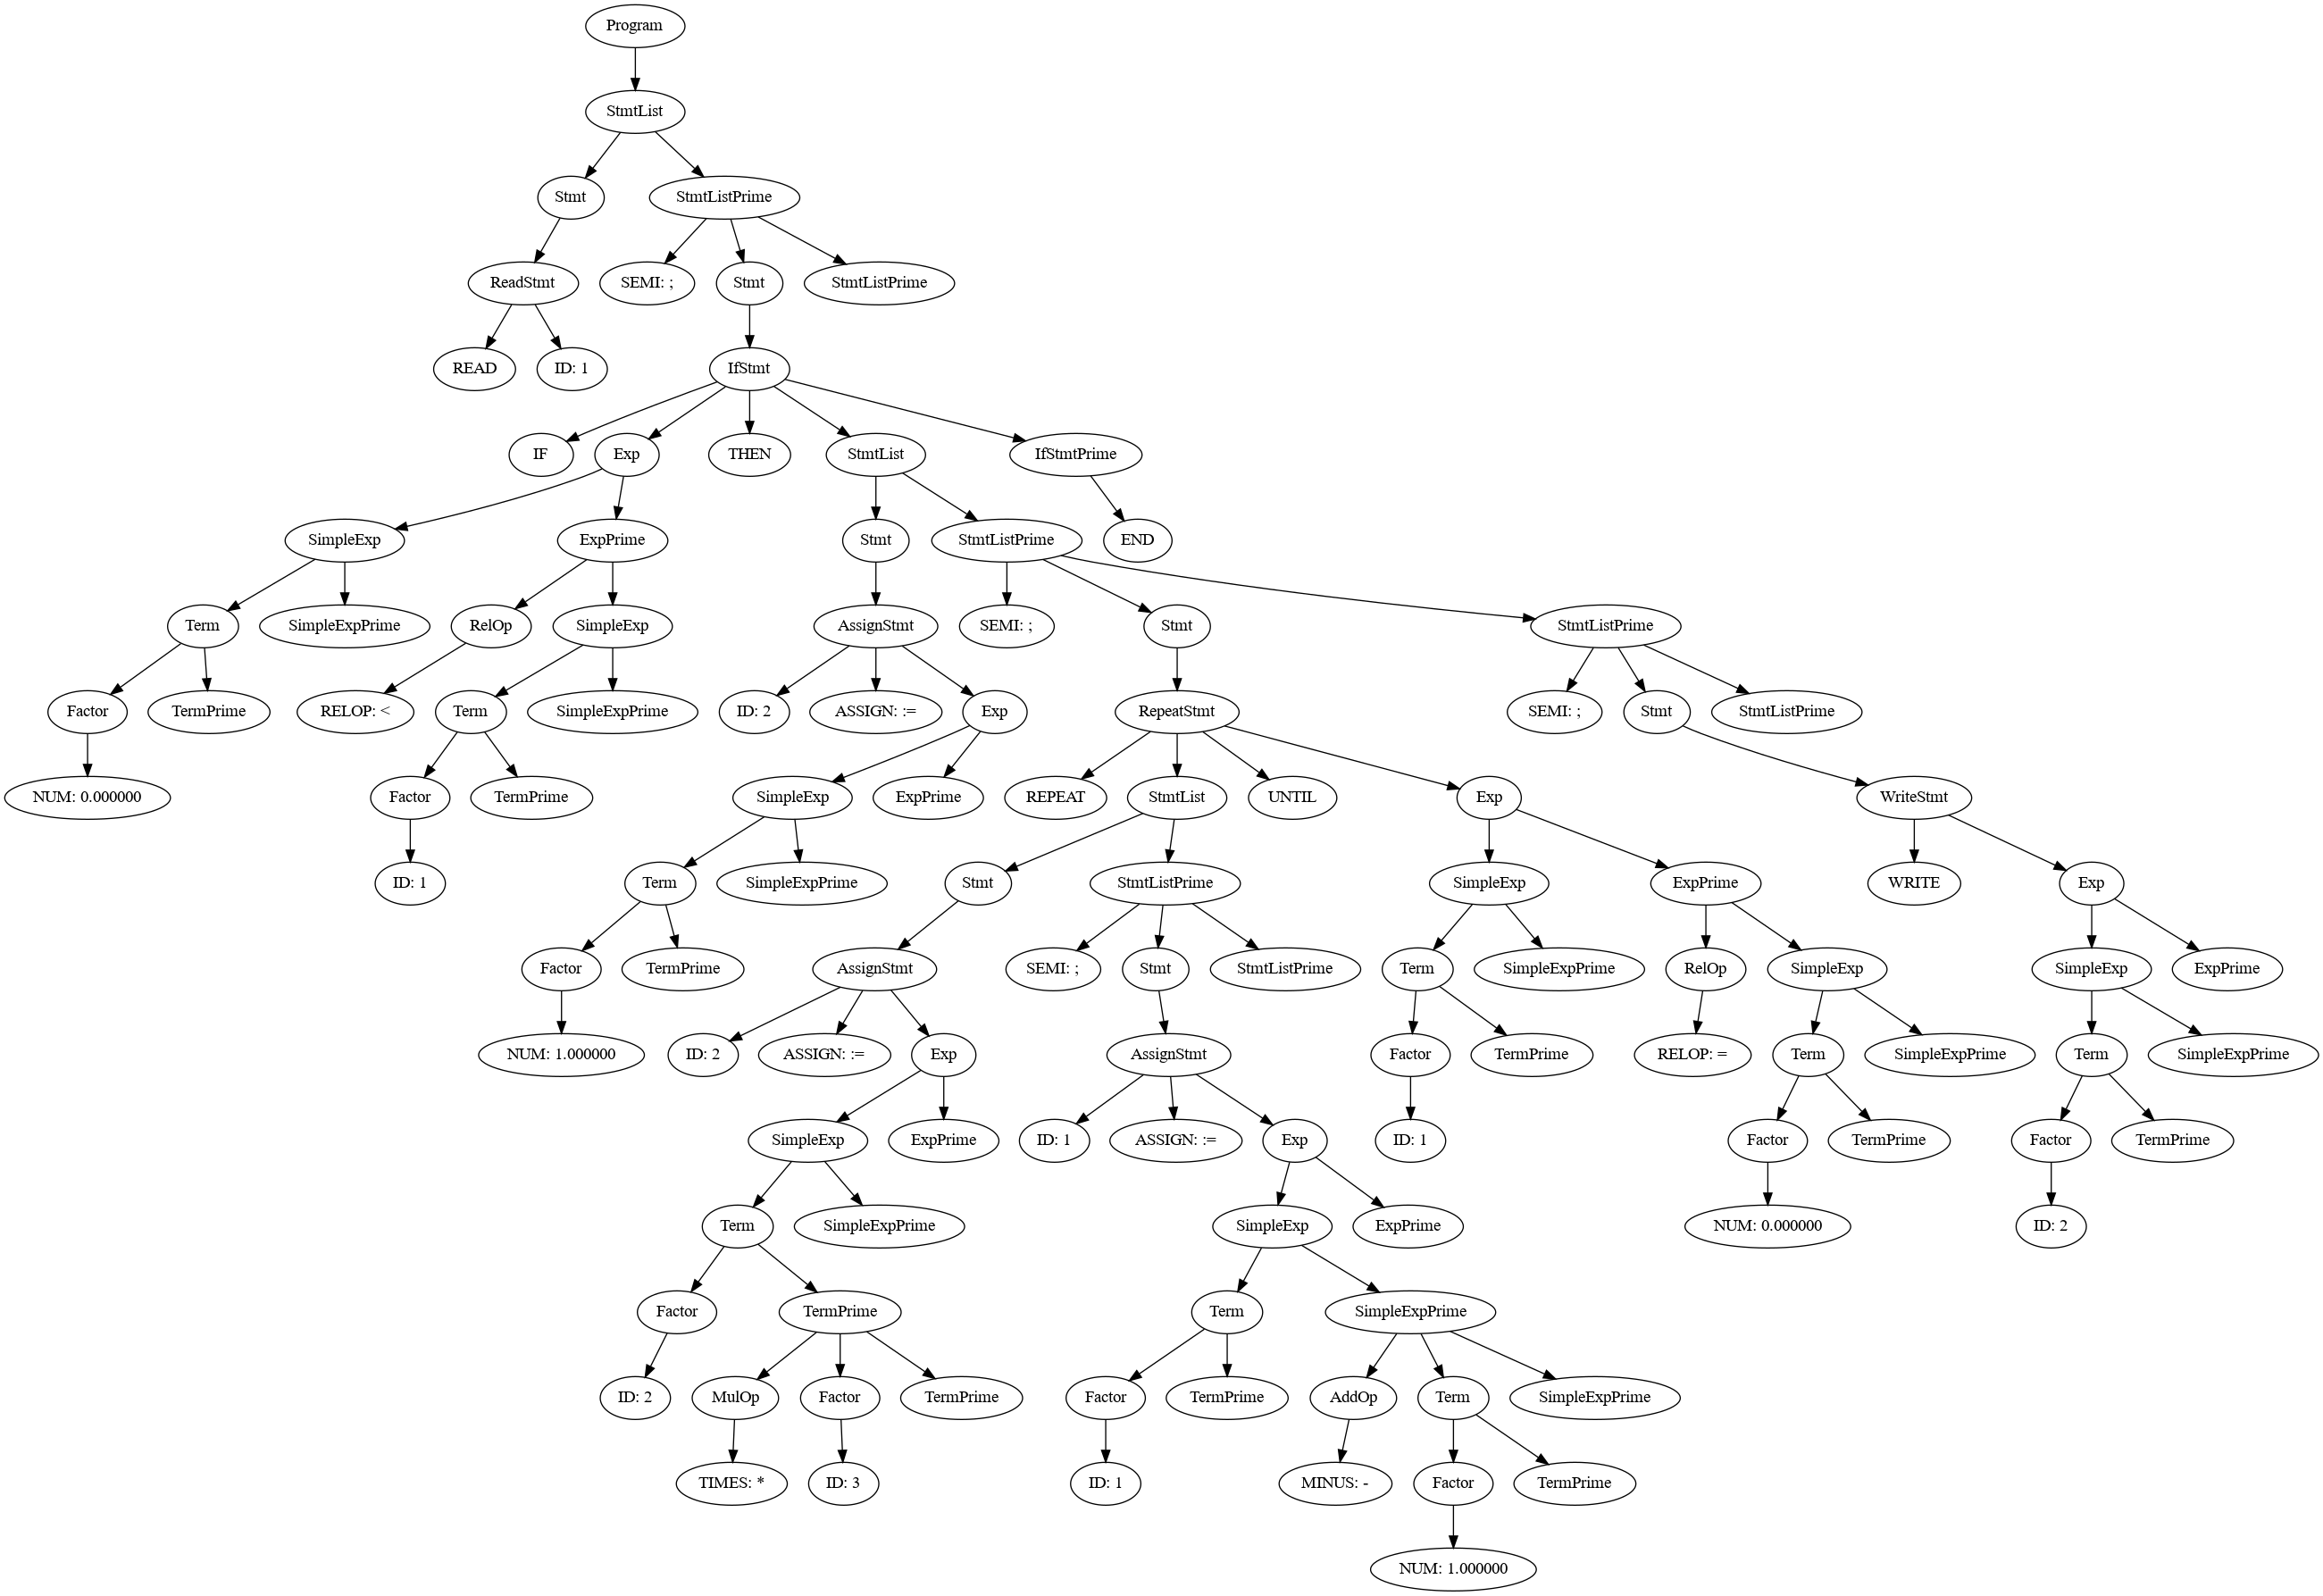 Program
StmtList
Stmt
StmtListPrime
ReadStmt
SEMI: ;
Stmt
StmtListPrime
READ
ID: 1
IfStmt
IF
Exp
THEN
StmtList
IfStmtPrime
SimpleExp
ExpPrime
Stmt
StmtListPrime
END
Term
SimpleExpPrime
RelOp
SimpleExp
AssignStmt
SEMI: ;
Stmt
StmtListPrime
Factor
TermPrime
RELOP: <
Term
SimpleExpPrime
ID: 2
ASSIGN: :=
Exp
RepeatStmt
SEMI: ;
Stmt
StmtListPrime
NUM: 0.000000
Factor
TermPrime
SimpleExp
ExpPrime
REPEAT
StmtList
UNTIL
Exp
WriteStmt
ID: 1
Term
SimpleExpPrime
Stmt
StmtListPrime
SimpleExp
ExpPrime
WRITE
Exp
Factor
TermPrime
AssignStmt
SEMI: ;
Stmt
StmtListPrime
Term
SimpleExpPrime
RelOp
SimpleExp
SimpleExp
ExpPrime
NUM: 1.000000
ID: 2
ASSIGN: :=
Exp
AssignStmt
Factor
TermPrime
RELOP: =
Term
SimpleExpPrime
Term
SimpleExpPrime
SimpleExp
ExpPrime
ID: 1
ASSIGN: :=
Exp
ID: 1
Factor
TermPrime
Factor
TermPrime
Term
SimpleExpPrime
SimpleExp
ExpPrime
NUM: 0.000000
ID: 2
Factor
TermPrime
Term
SimpleExpPrime
ID: 2
MulOp
Factor
TermPrime
Factor
TermPrime
AddOp
Term
SimpleExpPrime
TIMES: *
ID: 3
ID: 1
MINUS: -
Factor
TermPrime
NUM: 1.000000